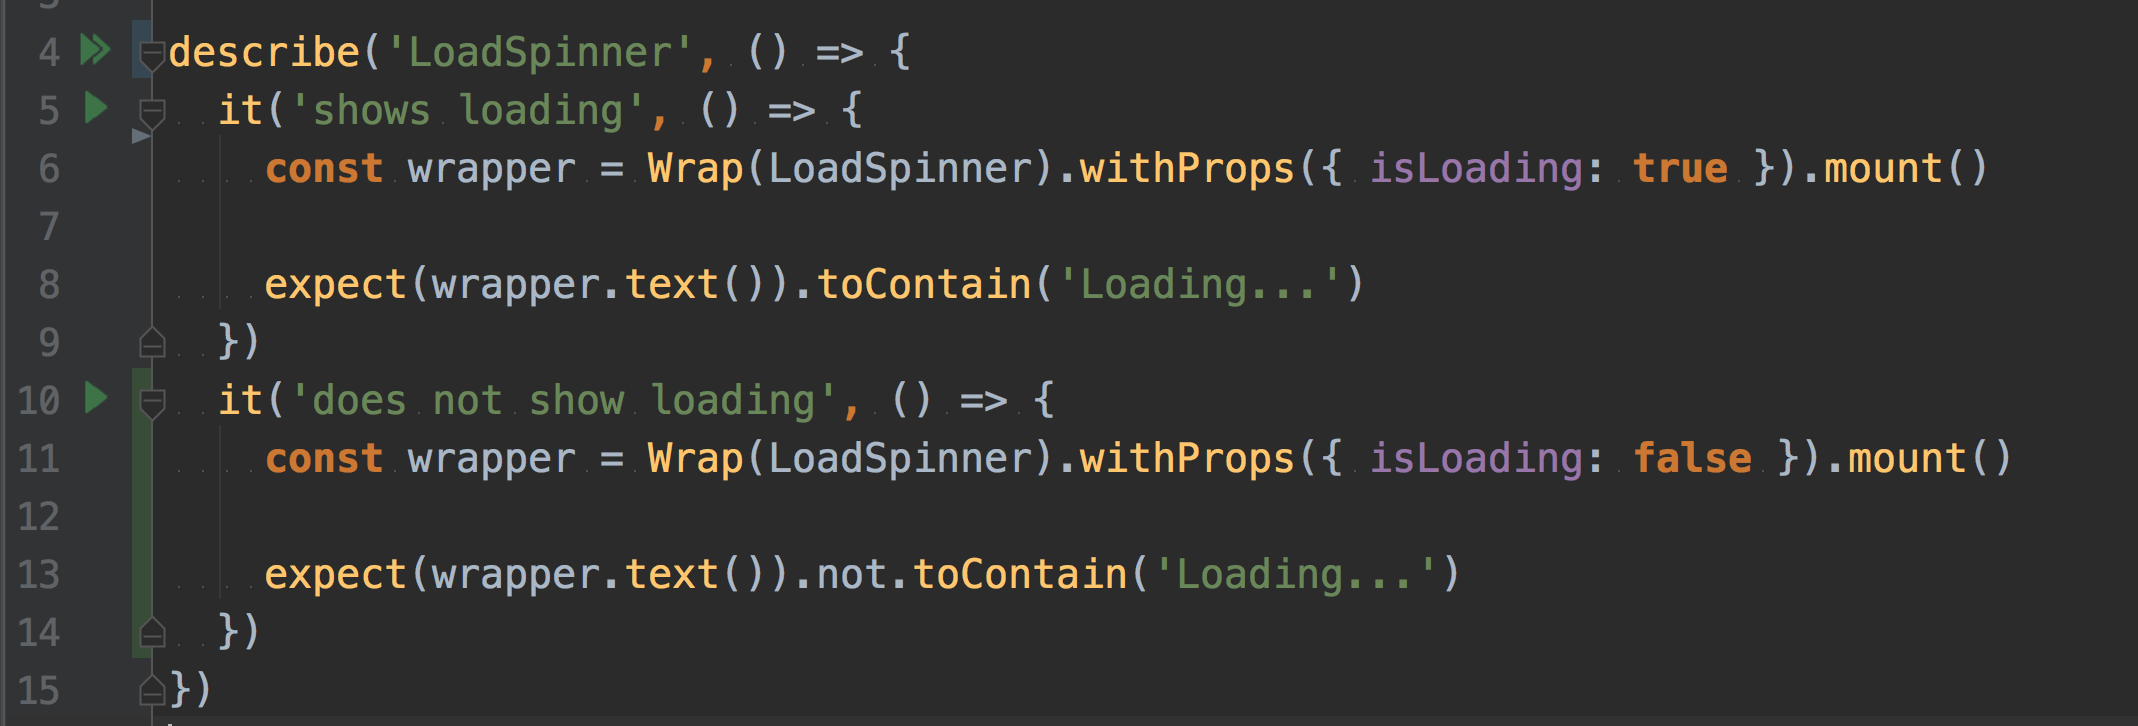 4 describe('LoadSpinner', () => {
5 it('shows loading', () => {
6 const wrapper = Wrap(LoadSpinner).withProps({ isLoading: true }).mount()
7
8 expect(wrapper.text()).toContain('Loading...')
9 })
10 it('does not show loading', () => {
11 const wrapper = Wrap(LoadSpinner).withProps({ isLoading: false }).mount()
12
13 expect(wrapper.text()).not.toContain('Loading...')
14 })
15 })